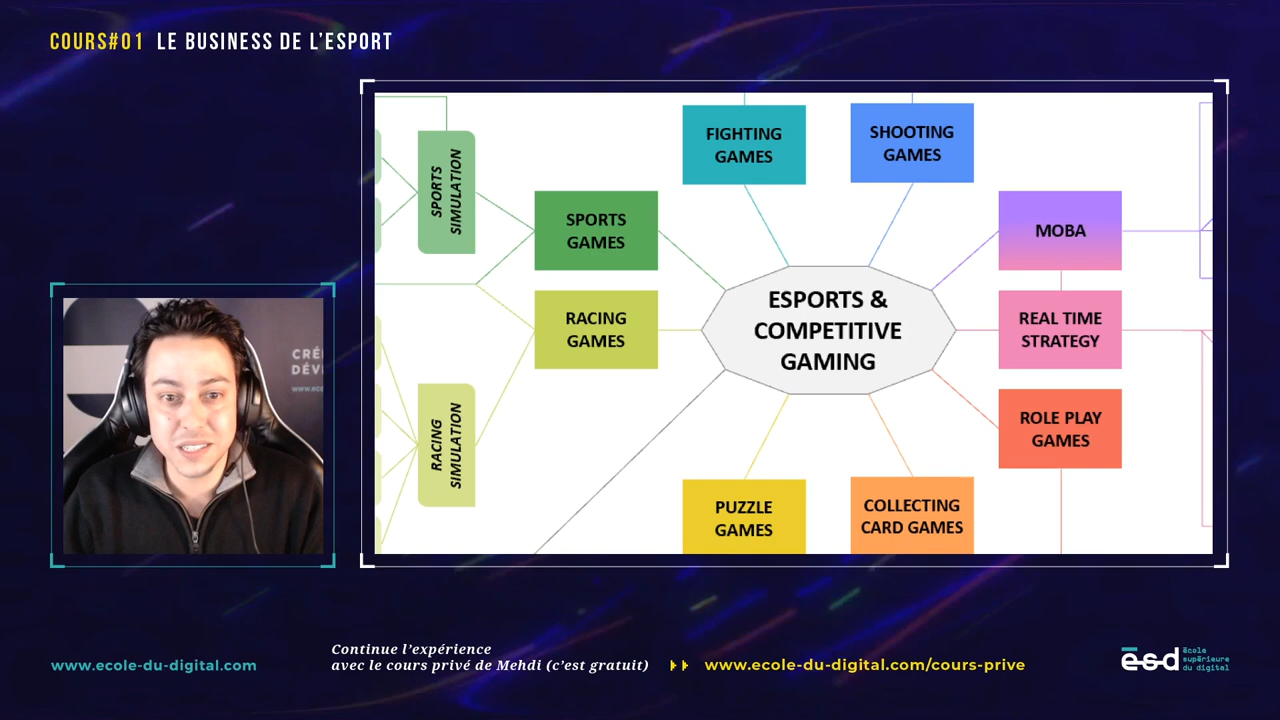 COURS#01 LE BUSINESS DE L'ESPORT
SPORTS
SIMULATION
SPORTS
GAMES
FIGHTING
GAMES
SHOOTING
GAMES
MOBA
RACING
GAMES
ESPORTS &
COMPETITIVE
GAMING
REAL TIME
STRATEGY
ROLE PLAY
GAMES
RACING
SIMULATION
PUZZLE
GAMES
COLLECTING
CARD GAMES
www.ecole-du-digital.com
Continue l'expérience
avec le cours privé de Mehdi (c'est gratuit)
www.ecole-du-digital.com/cours-prive
esd
école
supérieure
du digital